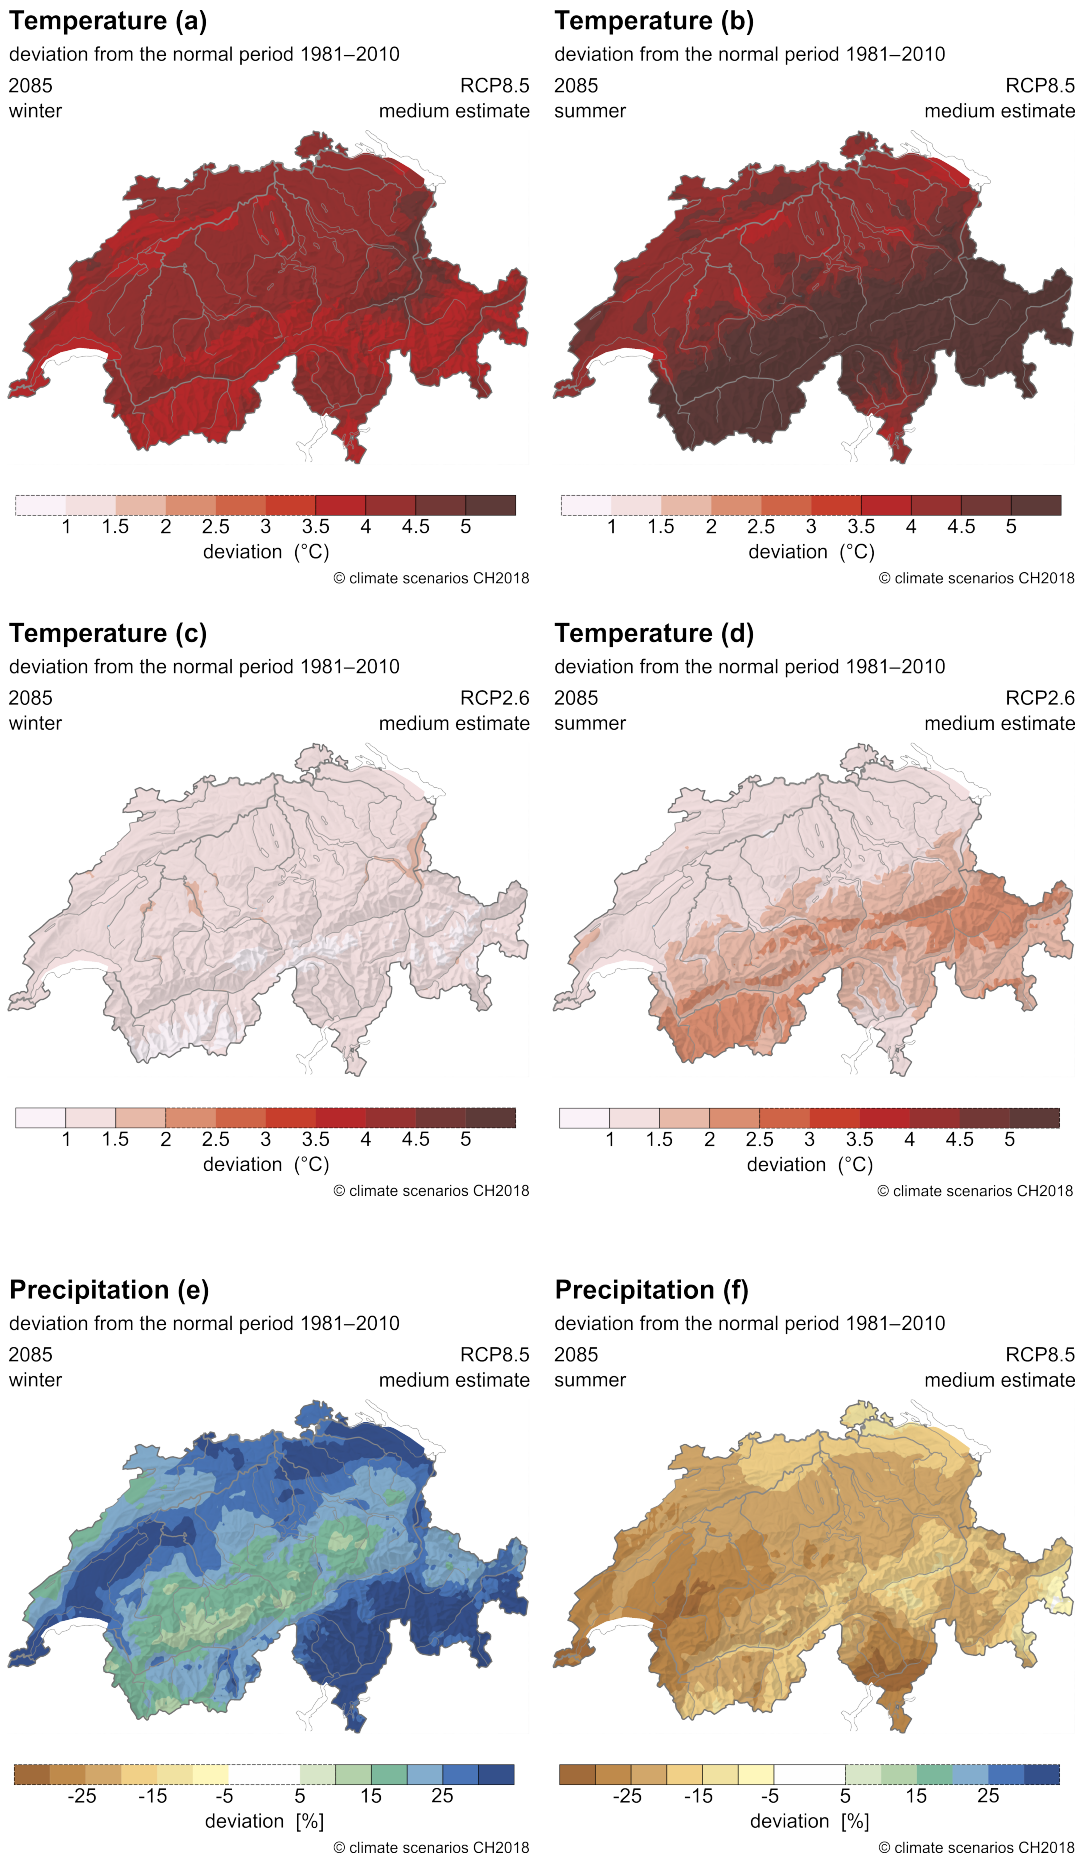 Temperature (a)
deviation from the normal period 1981–2010
2085 RCP8.5
winter medium estimate
1 1.5 2 2.5 3 3.5 4 4.5 5
deviation (°C)
© climate scenarios CH2018
Temperature (b)
deviation from the normal period 1981–2010
2085 RCP8.5
summer medium estimate
1 1.5 2 2.5 3 3.5 4 4.5 5
deviation (°C)
© climate scenarios CH2018
Temperature (c)
deviation from the normal period 1981–2010
2085 RCP2.6
winter medium estimate
1 1.5 2 2.5 3 3.5 4 4.5 5
deviation (°C)
© climate scenarios CH2018
Temperature (d)
deviation from the normal period 1981–2010
2085 RCP2.6
summer medium estimate
1 1.5 2 2.5 3 3.5 4 4.5 5
deviation (°C)
© climate scenarios CH2018
Precipitation (e)
deviation from the normal period 1981–2010
2085 RCP8.5
winter medium estimate
-25 -15 -5 5 15 25
deviation [%]
© climate scenarios CH2018
Precipitation (f)
deviation from the normal period 1981–2010
2085 RCP8.5
summer medium estimate
-25 -15 -5 5 15 25
deviation [%]
© climate scenarios CH2018